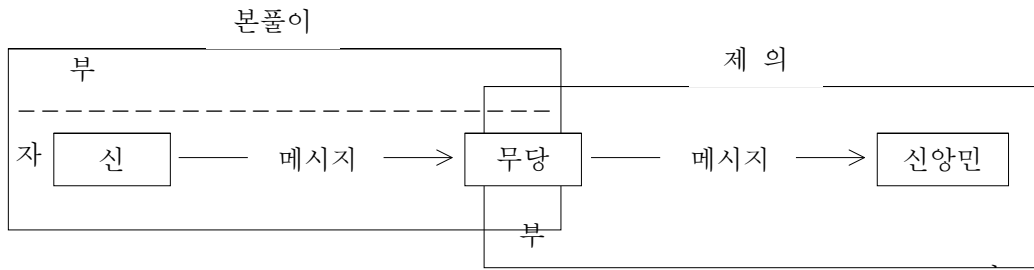 본풀이
부
제 의
자 신 메시지 무당 메시지 신앙민
부